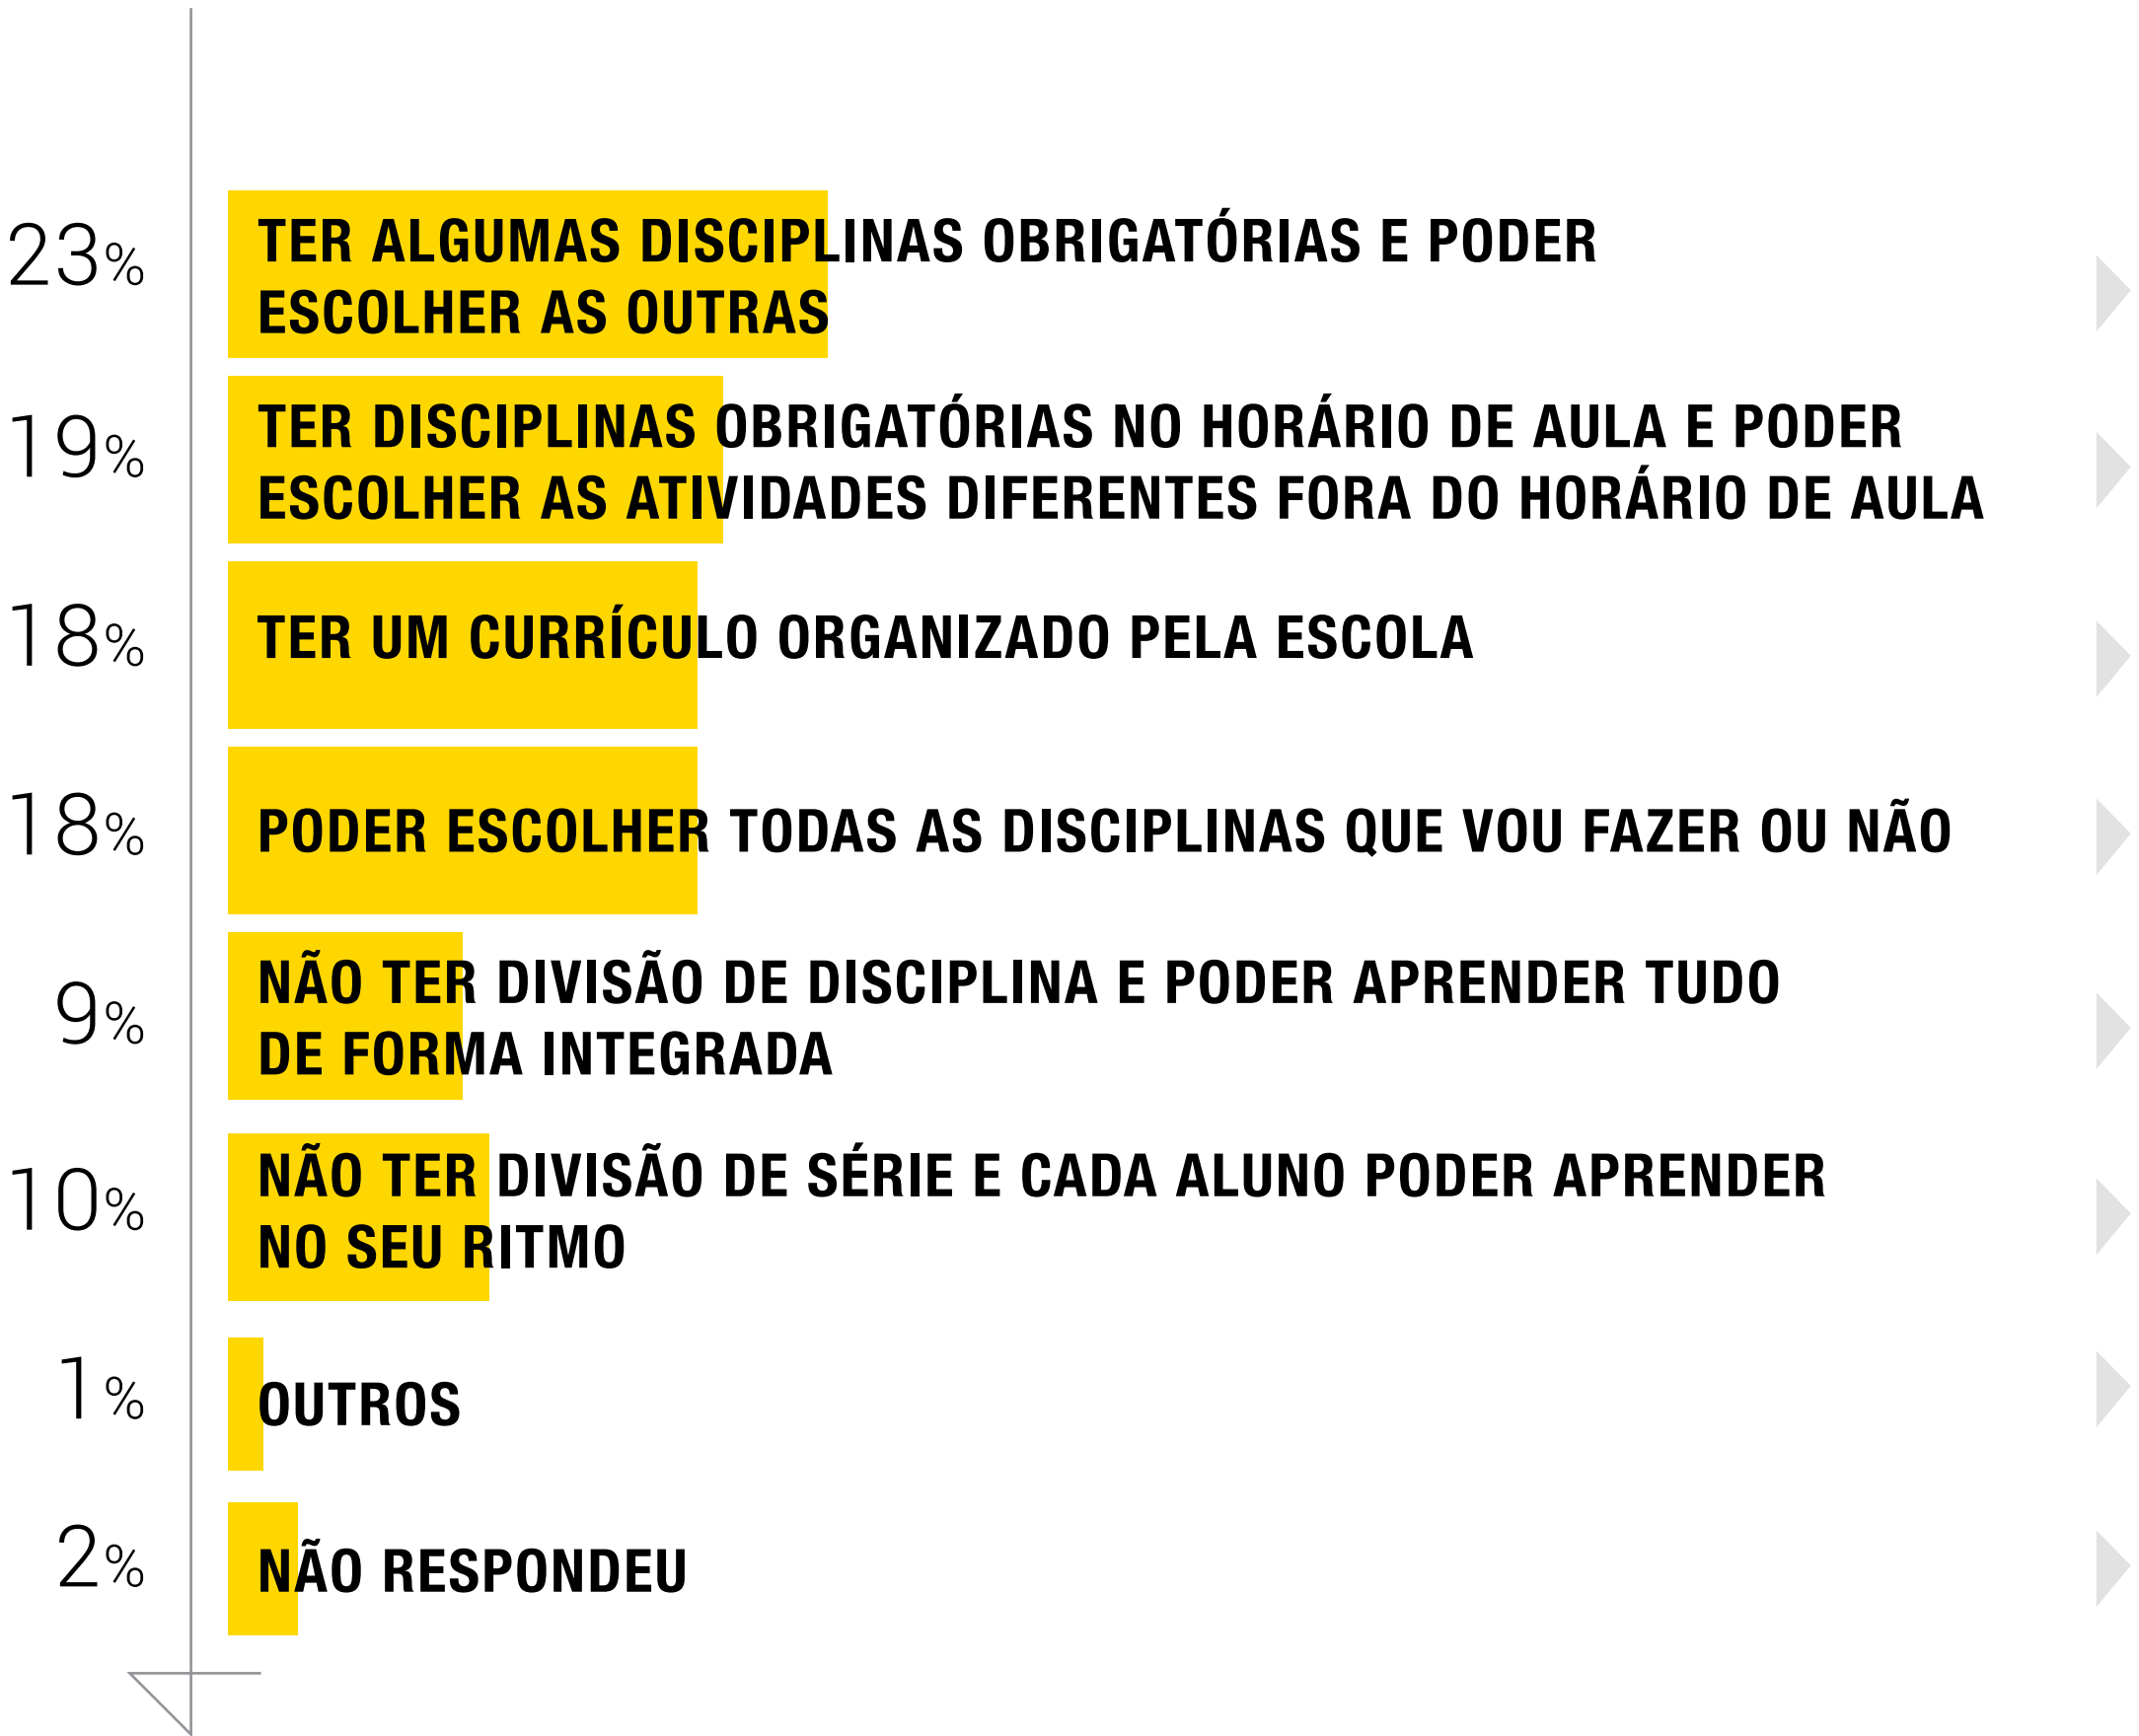 23%
TER ALGUMAS DISCIPLINAS OBRIGATÓRIAS E PODER
ESCOLHER AS OUTRAS
19%
TER DISCIPLINAS OBRIGATÓRIAS NO HORÁRIO DE AULA E PODER
ESCOLHER AS ATIVIDADES DIFERENTES FORA DO HORÁRIO DE AULA
18%
TER UM CURRÍCULO ORGANIZADO PELA ESCOLA
18%
PODER ESCOLHER TODAS AS DISCIPLINAS QUE VOU FAZER OU NÃO
9%
NÃO TER DIVISÃO DE DISCIPLINA E PODER APRENDER TUDO
DE FORMA INTEGRADA
10%
NÃO TER DIVISÃO DE SÉRIE E CADA ALUNO PODER APRENDER
NO SEU RITMO
1%
OUTROS
2%
NÃO RESPONDEU